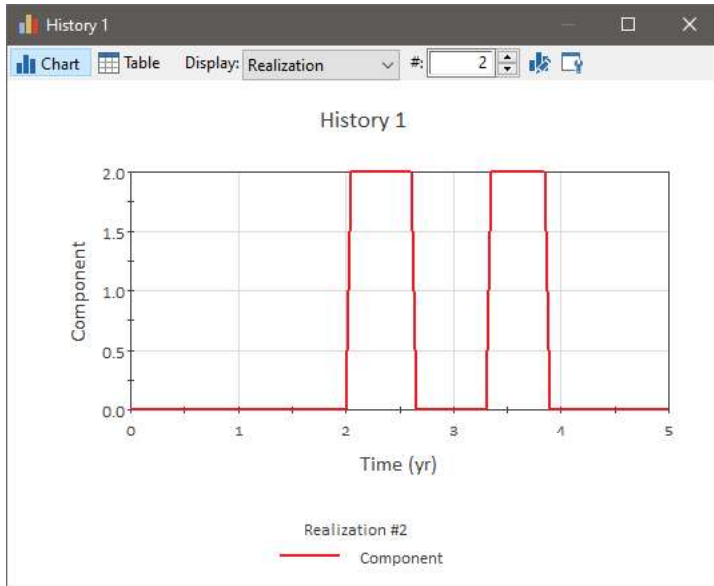 History 1
Chart Table Display: Realization #: 2
History 1
2.0
1.5
1.0
0.5
0.0
Component
0 1 2 3 4 5
Time (yr)
Realization #2
Component